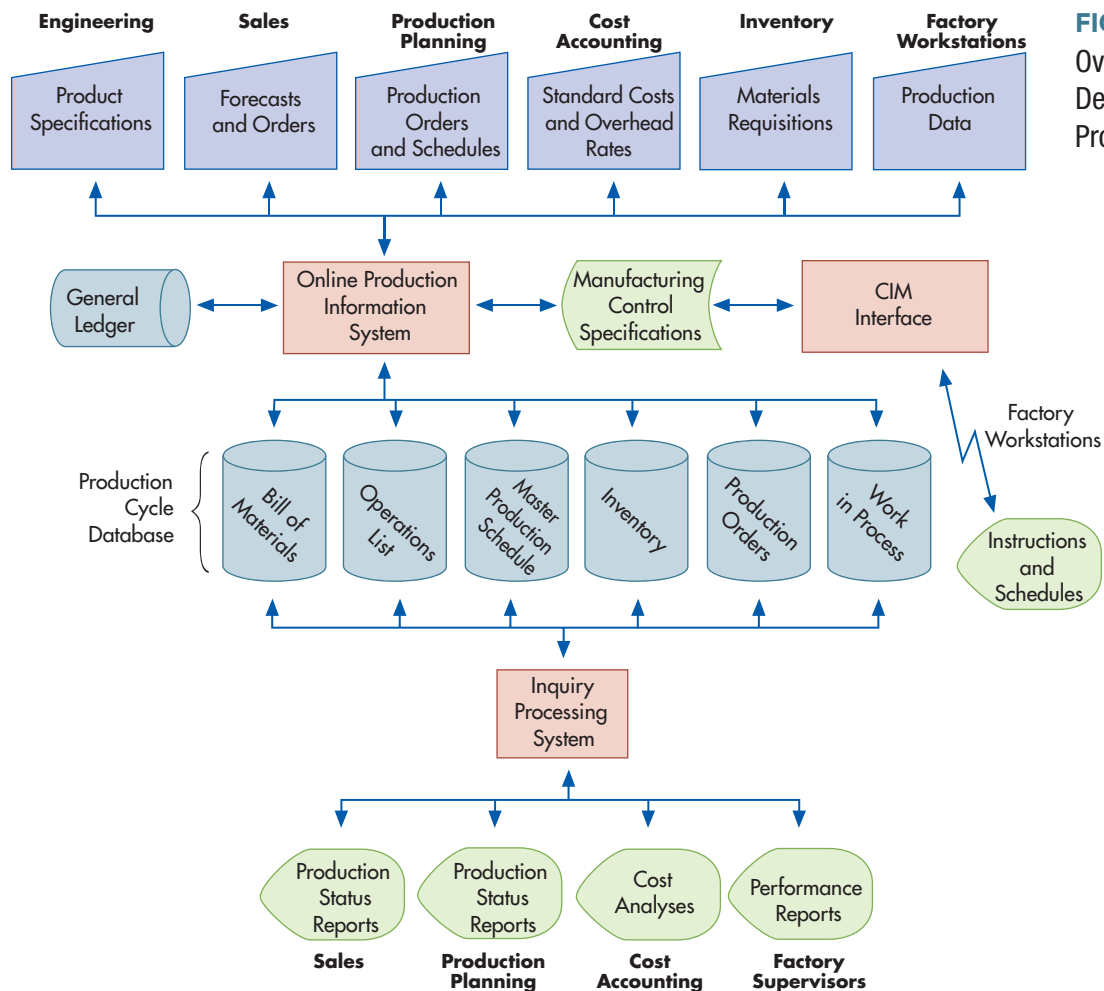 Engineering
Sales
Production
Planning
Cost
Accounting
Inventory
Factory
Workstations
FIG
Ov
De
Pro
Product
Specifications
Forecasts
and Orders
Production
Orders
and Schedules
Standard Costs
and Overhead
Rates
Materials
Requisitions
Production
Data
General
Ledger
Online Production
Information
System
Manufacturing
Control
Specifications
CIM
Interface
Factory
Workstations
Production
Cycle
Database
Bill of
Materials
Operations
List
Master
Production
Schedule
Inventory
Production
Orders
Work
in Process
Instructions
and
Schedules
Inquiry
Processing
System
Production
Status
Reports
Production
Status
Reports
Cost
Analyses
Performance
Reports
Sales
Production
Planning
Cost
Accounting
Factory
Supervisors